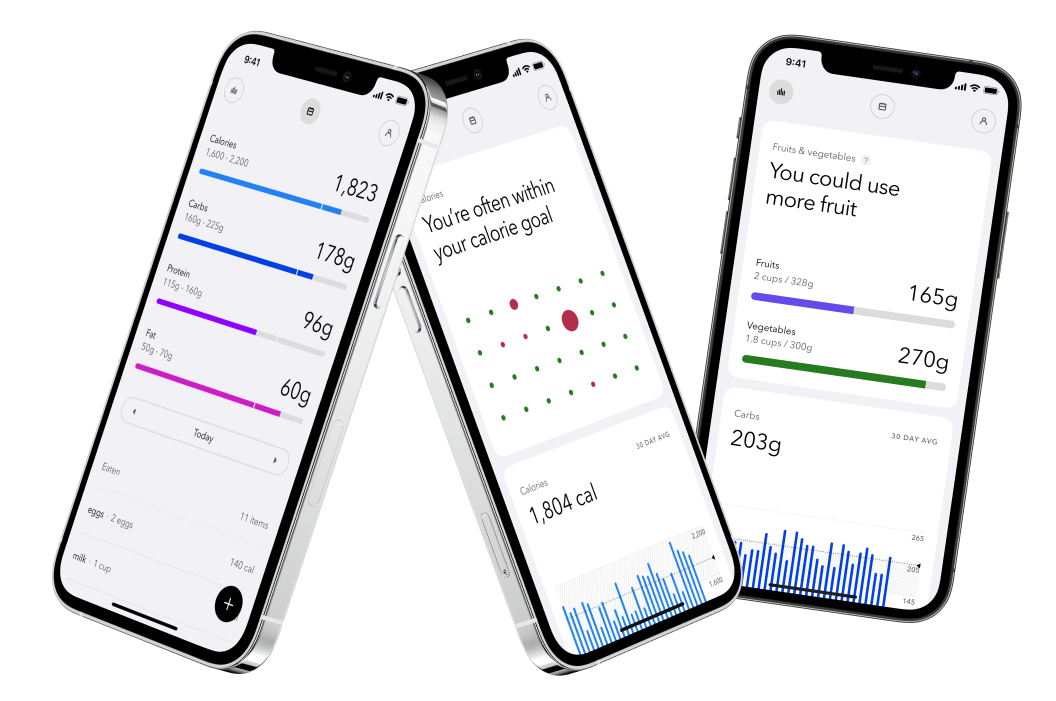 9:41
Calories
1,600 - 2,200
1,823
Carbs
160g - 225g
178g
Protein
115g - 160g
96g
Fat
50g - 70g
60g
Today
Eaten
11 items
eggs · 2 eggs
140 cal
milk · 1 cup
+
You're often within
your calorie goal
30 DAY AVG
Calories
1,804 cal
2,200
1,600
9:41
Fruits & vegetables ?
You could use
more fruit
Fruits
2 cups / 328g
165g
Vegetables
1.8 cups / 300g
270g
Carbs
30 DAY AVG
203g
265
205
145